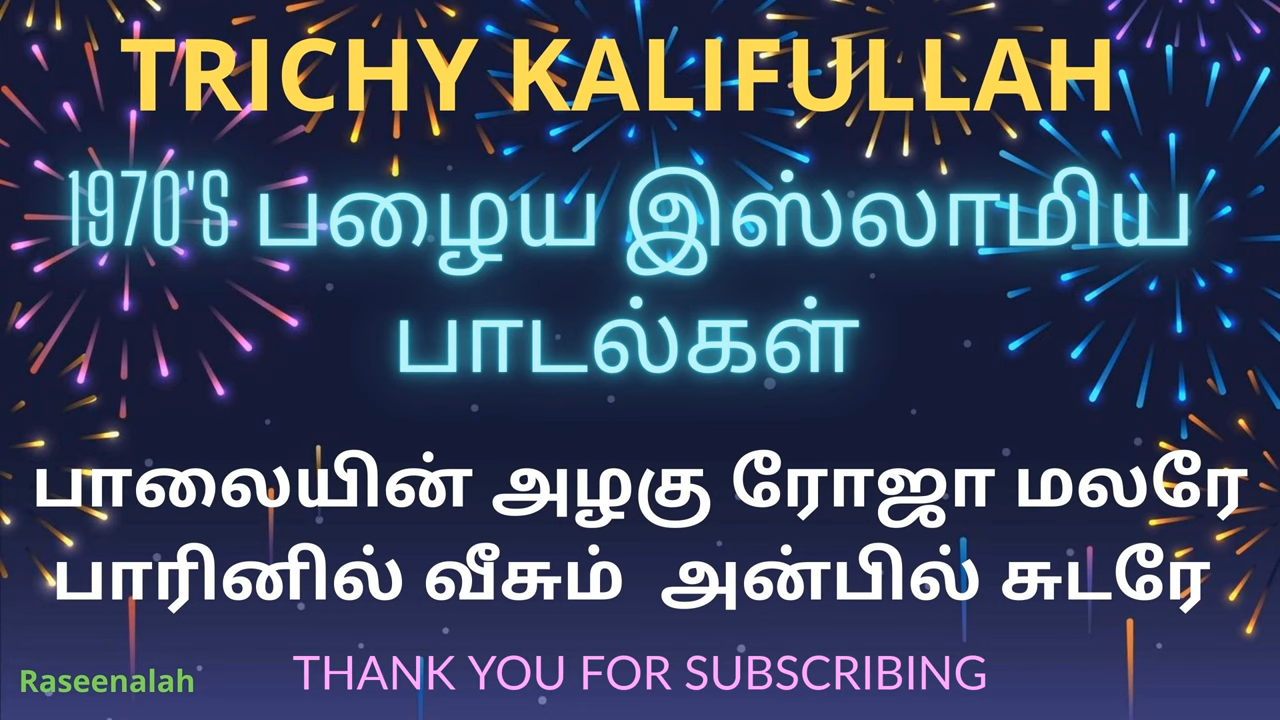 TRICHY KALIFULLAH
1970'S பழைய இஸ்லாமிய
பாடல்கள்
பாலையின் அழகு ரோஜா மலரே
பாரினில் வீசும் அன்பில் சுடரே
THANK YOU FOR SUBSCRIBING
Raseenalah